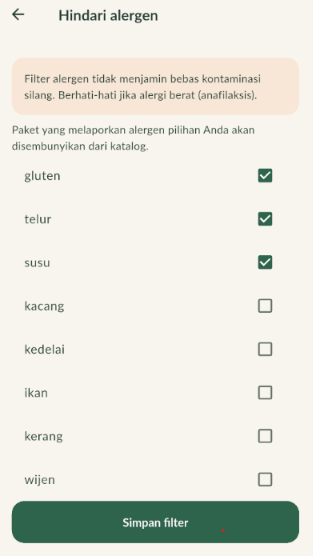 Hindari alergen
Filter alergen tidak menjamin bebas kontaminasi
silang. Berhati-hati jika alergi berat (anafilaksis).
Paket yang melaporkan alergen pilihan Anda akan
disembunyikan dari katalog.
gluten
telur
susu
kacang
kedelai
ikan
kerang
wijen
Simpan filter